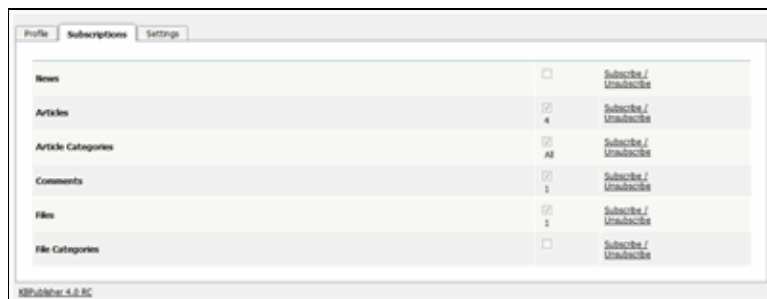 Profile Subscriptions Settings
News Subscribe /
Unsubscribe
Articles Subscribe /
4 Unsubscribe
Article Categories Subscribe /
All Unsubscribe
Comments Subscribe /
1 Unsubscribe
Files Subscribe /
1 Unsubscribe
File Categories Subscribe /
Unsubscribe
KBPublisher 4.0 RC